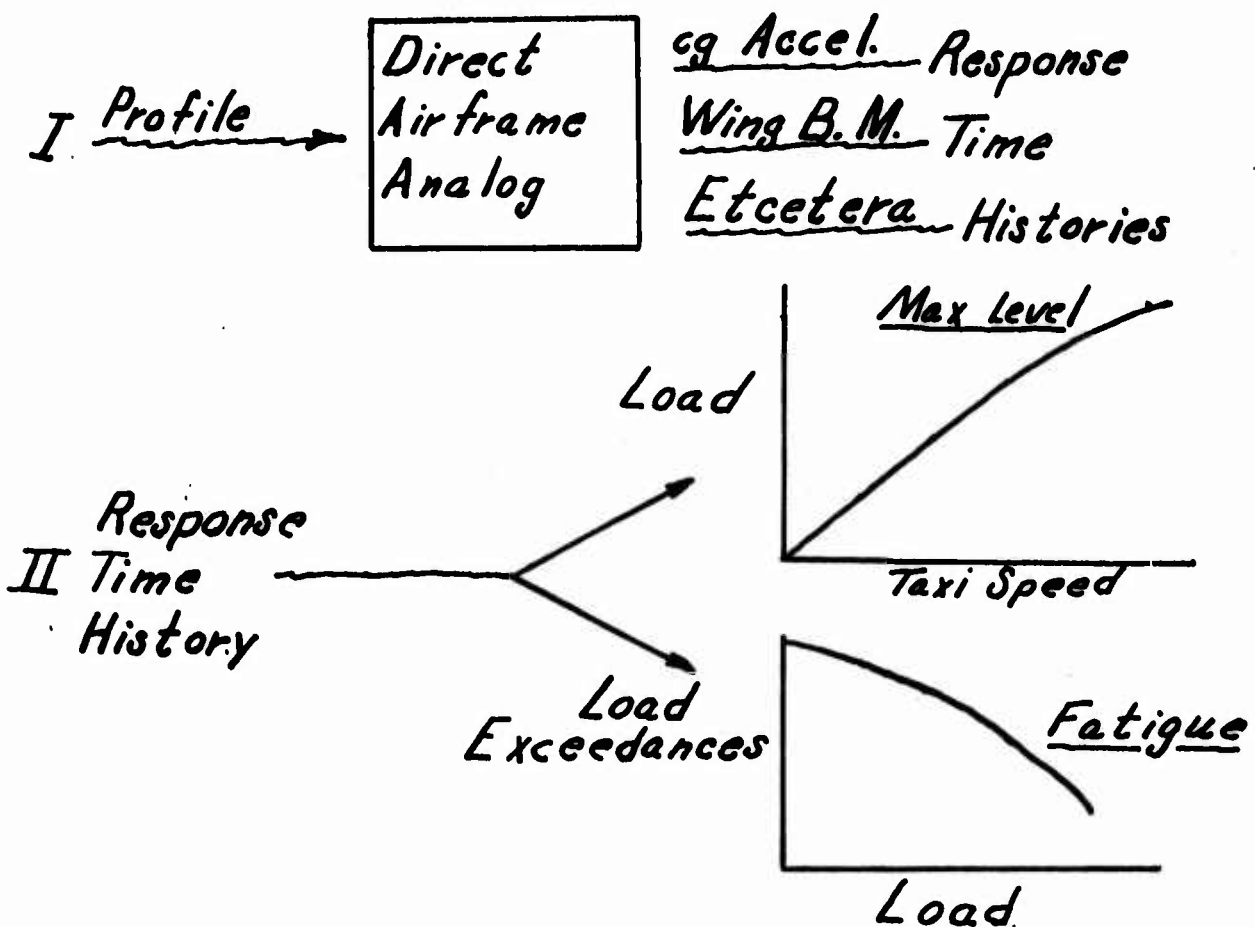 I Profile
Direct
Airframe
Analog
cg Accel. Response
Wing B.M. Time
Etcetera Histories
Max Level
Load
Taxi Speed
II Response
Time
History
Load
Exceedances
Fatigue
Load